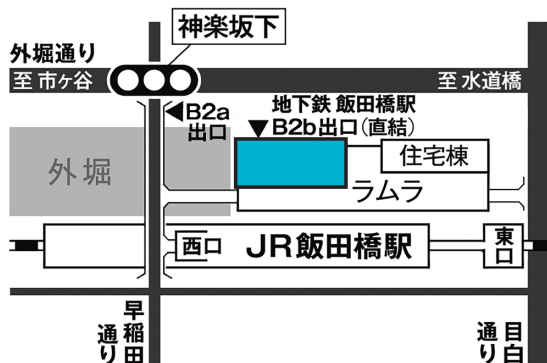 神楽坂下
外堀通り
至 市ヶ谷
至 水道橋
B2a
出口
地下鉄 飯田橋駅
B2b出口(直結)
外堀
住宅棟
ラムラ
西口
JR飯田橋駅
東口
早稲田通り
目白通り